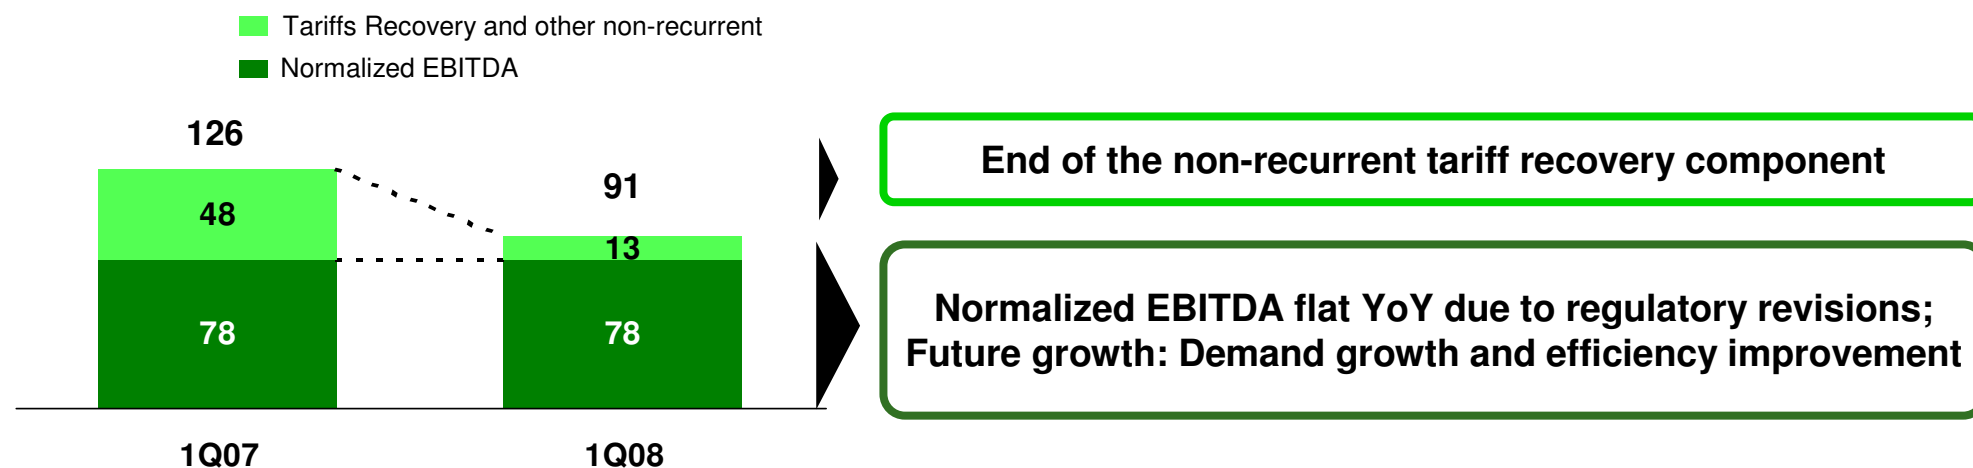 Tariffs Recovery and other non-recurrent
Normalized EBITDA
126
48
78
91
13
78
1Q07
1Q08
End of the non-recurrent tariff recovery component
Normalized EBITDA flat YoY due to regulatory revisions;
Future growth: Demand growth and efficiency improvement